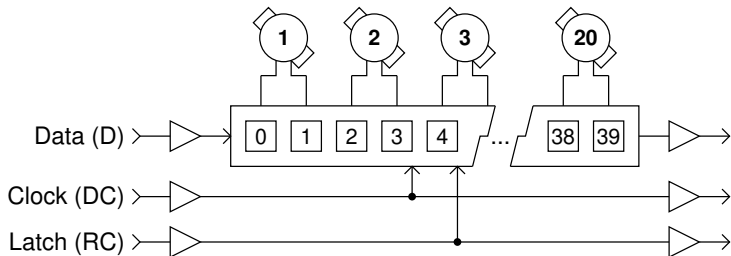 1 2 3 20
Data (D) 0 1 2 3 4 ... 38 39
Clock (DC)
Latch (RC)